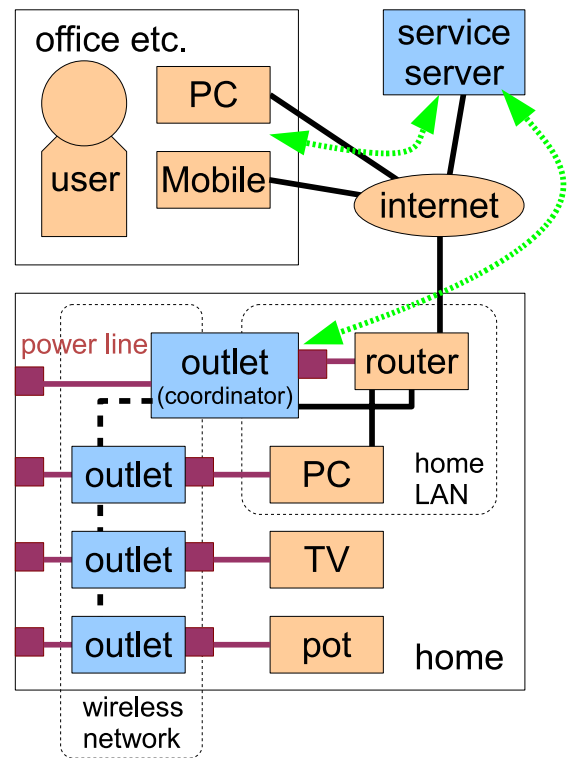 office etc.
PC
user
Mobile
service
server
internet
power line
outlet
(coordinator)
router
outlet
PC
home
LAN
outlet
TV
outlet
pot
home
wireless
network